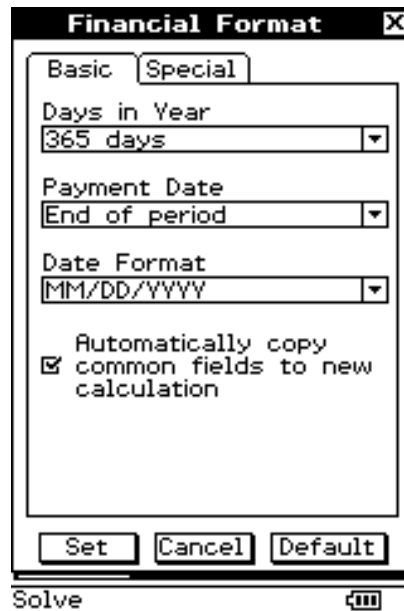 Financial Format
Basic Special
Days in Year
365 days
Payment Date
End of period
Date Format
MM/DD/YYYY
Automatically copy
common fields to new
calculation
Set Cancel Default
Solve